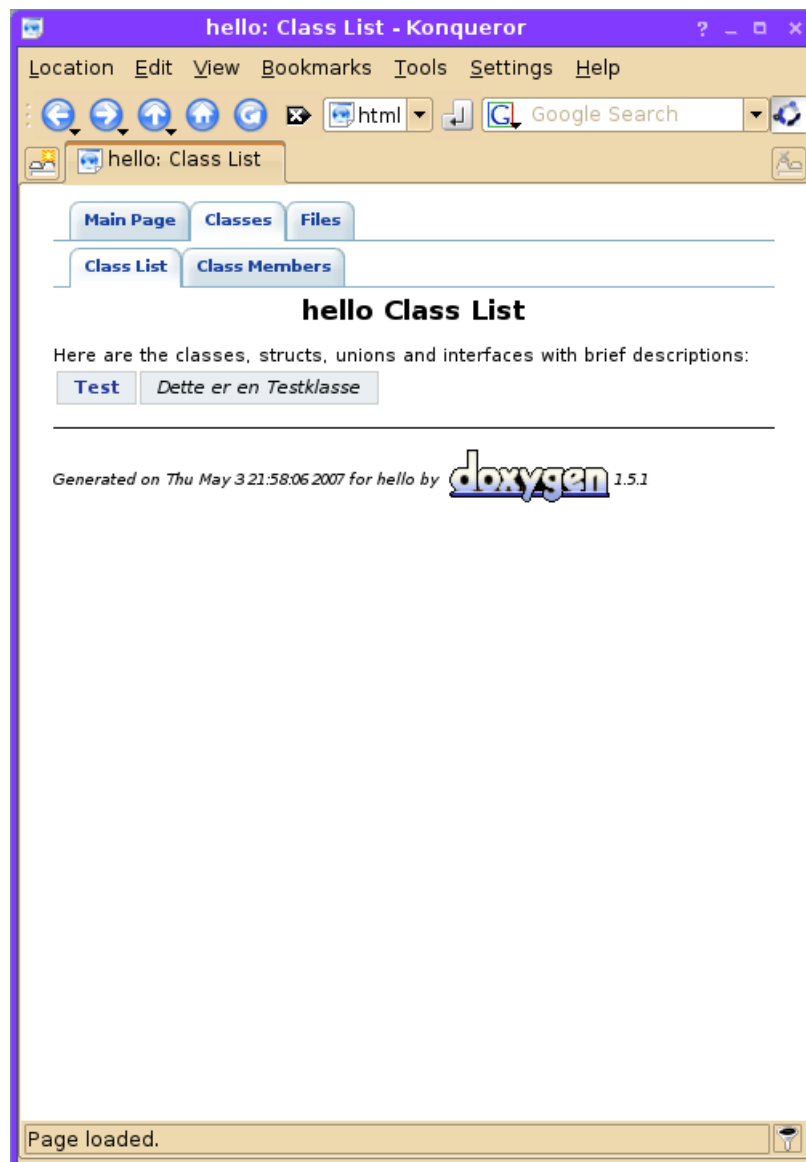 hello: Class List - Konqueror
Location Edit View Bookmarks Tools Settings Help
html Google Search
hello: Class List
Main Page Classes Files
Class List Class Members
hello Class List
Here are the classes, structs, unions and interfaces with brief descriptions:
Test Dette er en Testklasse
Generated on Thu May 3 21:58:06 2007 for hello by doxygen 1.5.1
Page loaded.